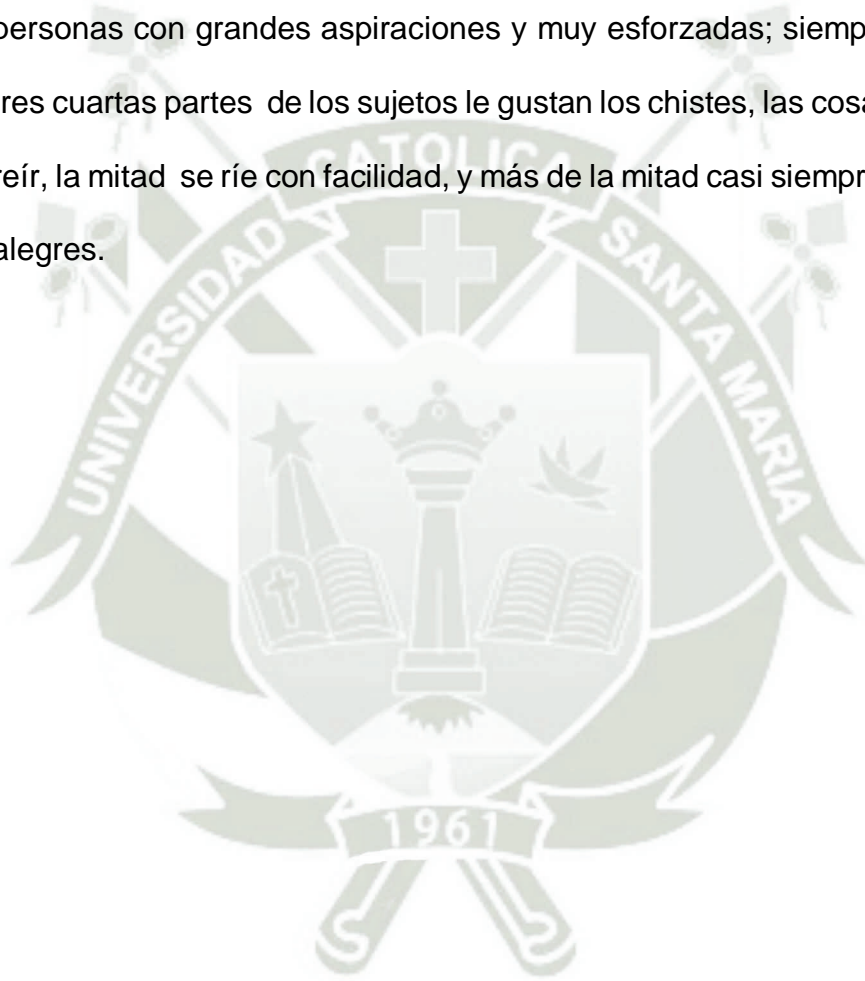 personas con grandes aspiraciones y muy esforzadas; siemp
res cuartas partes de los sujetos le gustan los chistes, las cosa
reír, la mitad se ríe con facilidad, y más de la mitad casi siempr
alegres.
UNIVERSIDAD CATOLICA SANTA MARIA
1961